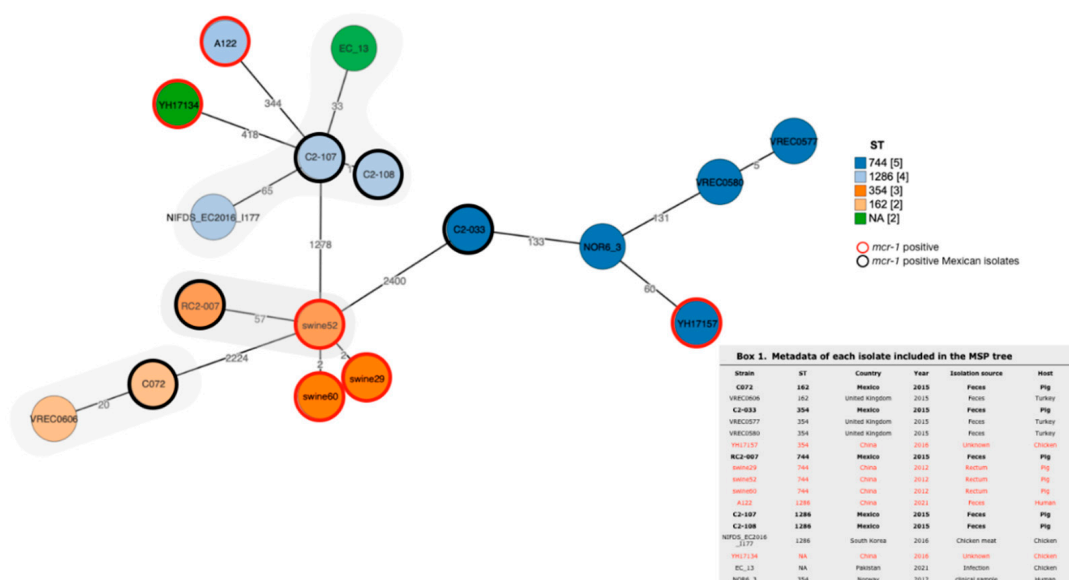 A122
EC_13
YH17134
344
33
418
C2-107
1
C2-108
65
NIFDS_EC2016_I177
1278
VREC0577
5
VREC0580
131
C2-033
133
NOR6_3
2400
60
YH17157
RC2-007
57
swine52
2
2
swine29
swine60
2224
C072
20
VREC0606
ST
744 [5]
1286 [4]
354 [3]
162 [2]
NA [2]
mcr-1 positive
mcr-1 positive Mexican isolates
Box 1. Metadata of each isolate included in the MSP tree
Strain ST Country Year Isolation source Host
C072 162 Mexico 2015 Feces Pig
VREC0606 162 United Kingdom 2015 Feces Turkey
C2-033 354 Mexico 2015 Feces Pig
VREC0577 354 United Kingdom 2015 Feces Turkey
VREC0580 354 United Kingdom 2015 Feces Turkey
YH17157 354 China 2016 Unknown Chicken
RC2-007 744 Mexico 2015 Feces Pig
swine29 744 China 2012 Rectum Pig
swine52 744 China 2012 Rectum Pig
swine60 744 China 2012 Rectum Pig
A122 1286 China 2021 Feces Human
C2-107 1286 Mexico 2015 Feces Pig
C2-108 1286 Mexico 2015 Feces Pig
NIFDS_EC2016
_I177 1286 South Korea 2016 Chicken meat Chicken
YH17134 NA China 2016 Unknown Chicken
EC_13 NA Pakistan 2021 Infection Chicken
NOR6_3 354 Norway 2017 clinical sample Human